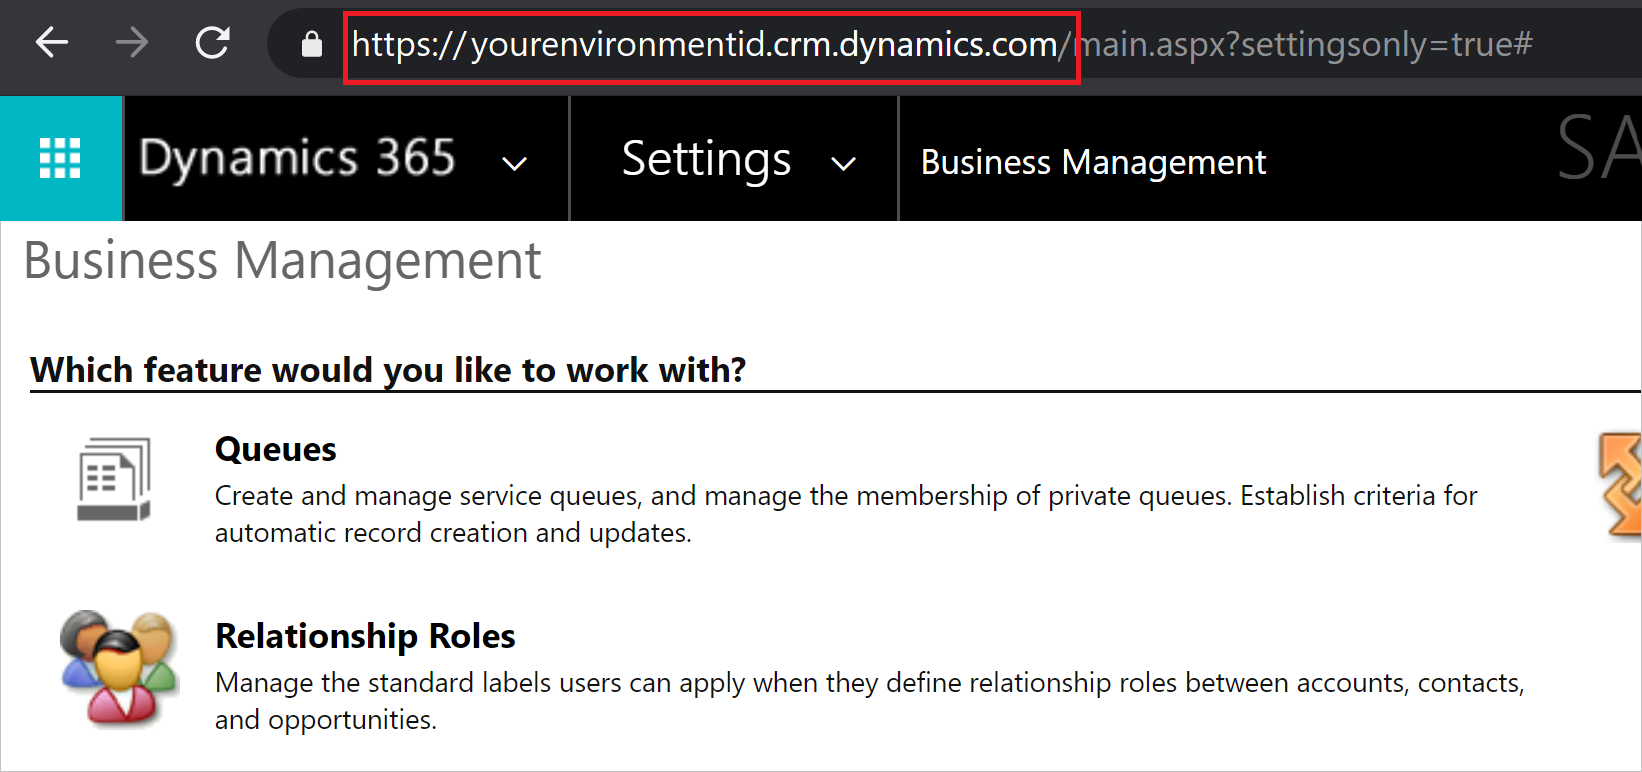 https://yourenvironmentid.crm.dynamics.com/main.aspx?settingsonly=true#
Dynamics 365 Settings Business Management SA
Business Management
Which feature would you like to work with?
Queues
Create and manage service queues, and manage the membership of private queues. Establish criteria for
automatic record creation and updates.
Relationship Roles
Manage the standard labels users can apply when they define relationship roles between accounts, contacts,
and opportunities.